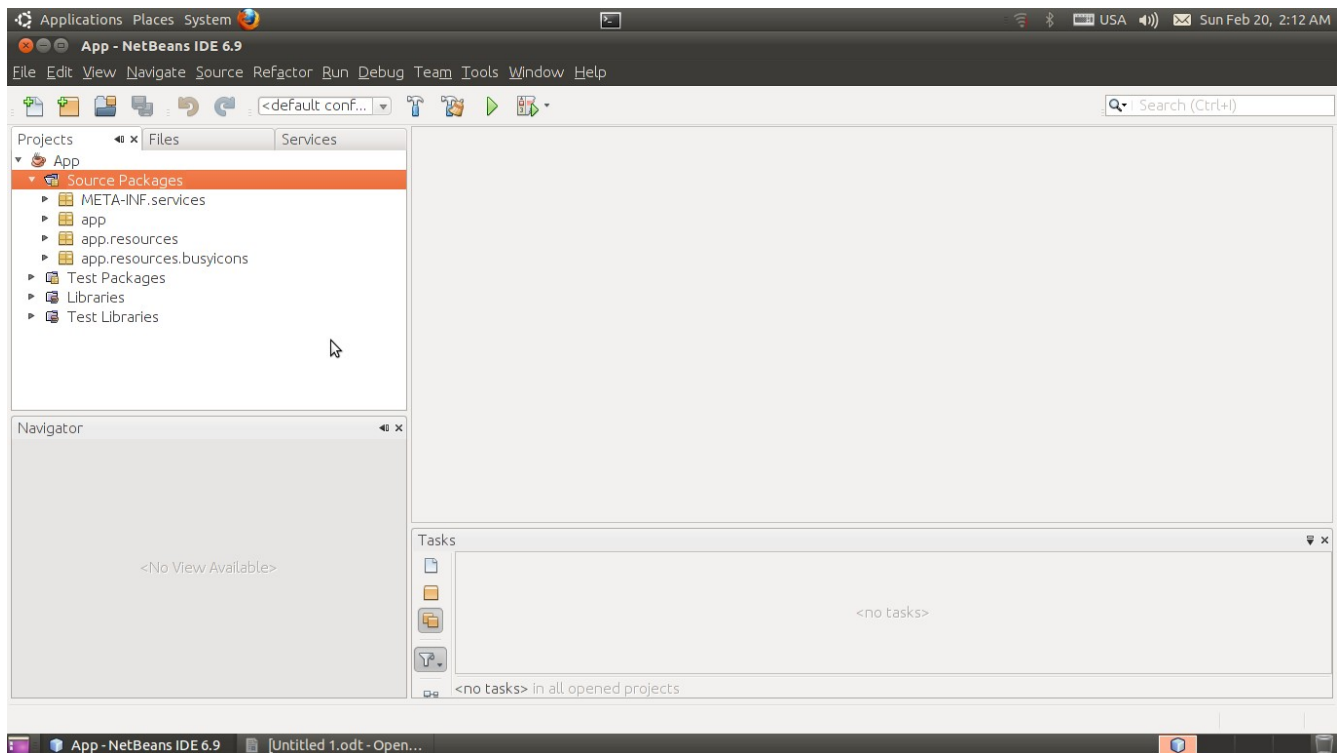 Applications Places System USA Sun Feb 20, 2:12 AM
App - NetBeans IDE 6.9
File Edit View Navigate Source Refactor Run Debug Team Tools Window Help
<default conf... Search (Ctrl+I)
Projects Files Services
App
Source Packages
META-INF.services
app
app.resources
app.resources.busyicons
Test Packages
Libraries
Test Libraries
Navigator
<No View Available>
Tasks
<no tasks>
<no tasks> in all opened projects
App - NetBeans IDE 6.9 [Untitled 1.odt - Open...